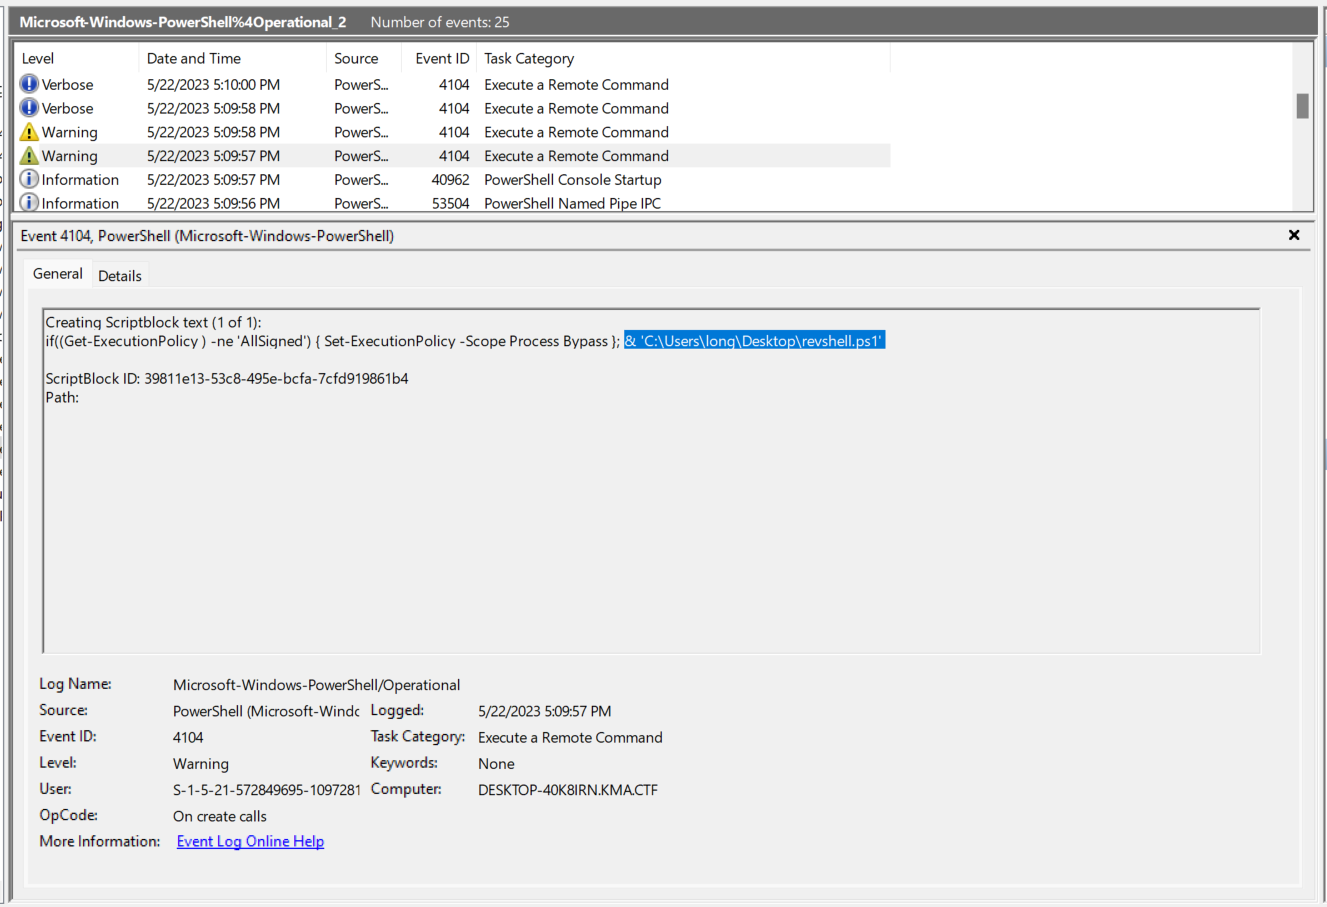 Microsoft-Windows-PowerShell%4Operational_2 Number of events: 25
Level Date and Time Source Event ID Task Category
Verbose 5/22/2023 5:10:00 PM PowerS... 4104 Execute a Remote Command
Verbose 5/22/2023 5:09:58 PM PowerS... 4104 Execute a Remote Command
Warning 5/22/2023 5:09:58 PM PowerS... 4104 Execute a Remote Command
Warning 5/22/2023 5:09:57 PM PowerS... 4104 Execute a Remote Command
Information 5/22/2023 5:09:57 PM PowerS... 40962 PowerShell Console Startup
Information 5/22/2023 5:09:56 PM PowerS... 53504 PowerShell Named Pipe IPC
Event 4104, PowerShell (Microsoft-Windows-PowerShell)
General Details
Creating Scriptblock text (1 of 1):
if((Get-ExecutionPolicy ) -ne 'AllSigned') { Set-ExecutionPolicy -Scope Process Bypass }; & 'C:\Users\longq\Desktop\revshell.ps1'
ScriptBlock ID: 39811e13-53c8-495e-bcfa-7cfd919861b4
Path:
Log Name: Microsoft-Windows-PowerShell/Operational
Source: PowerShell (Microsoft-Windc Logged: 5/22/2023 5:09:57 PM
Event ID: 4104 Task Category: Execute a Remote Command
Level: Warning Keywords: None
User: S-1-5-21-572849695-1097281 Computer: DESKTOP-40K8IRN.KMA.CTF
OpCode: On create calls
More Information: Event Log Online Help